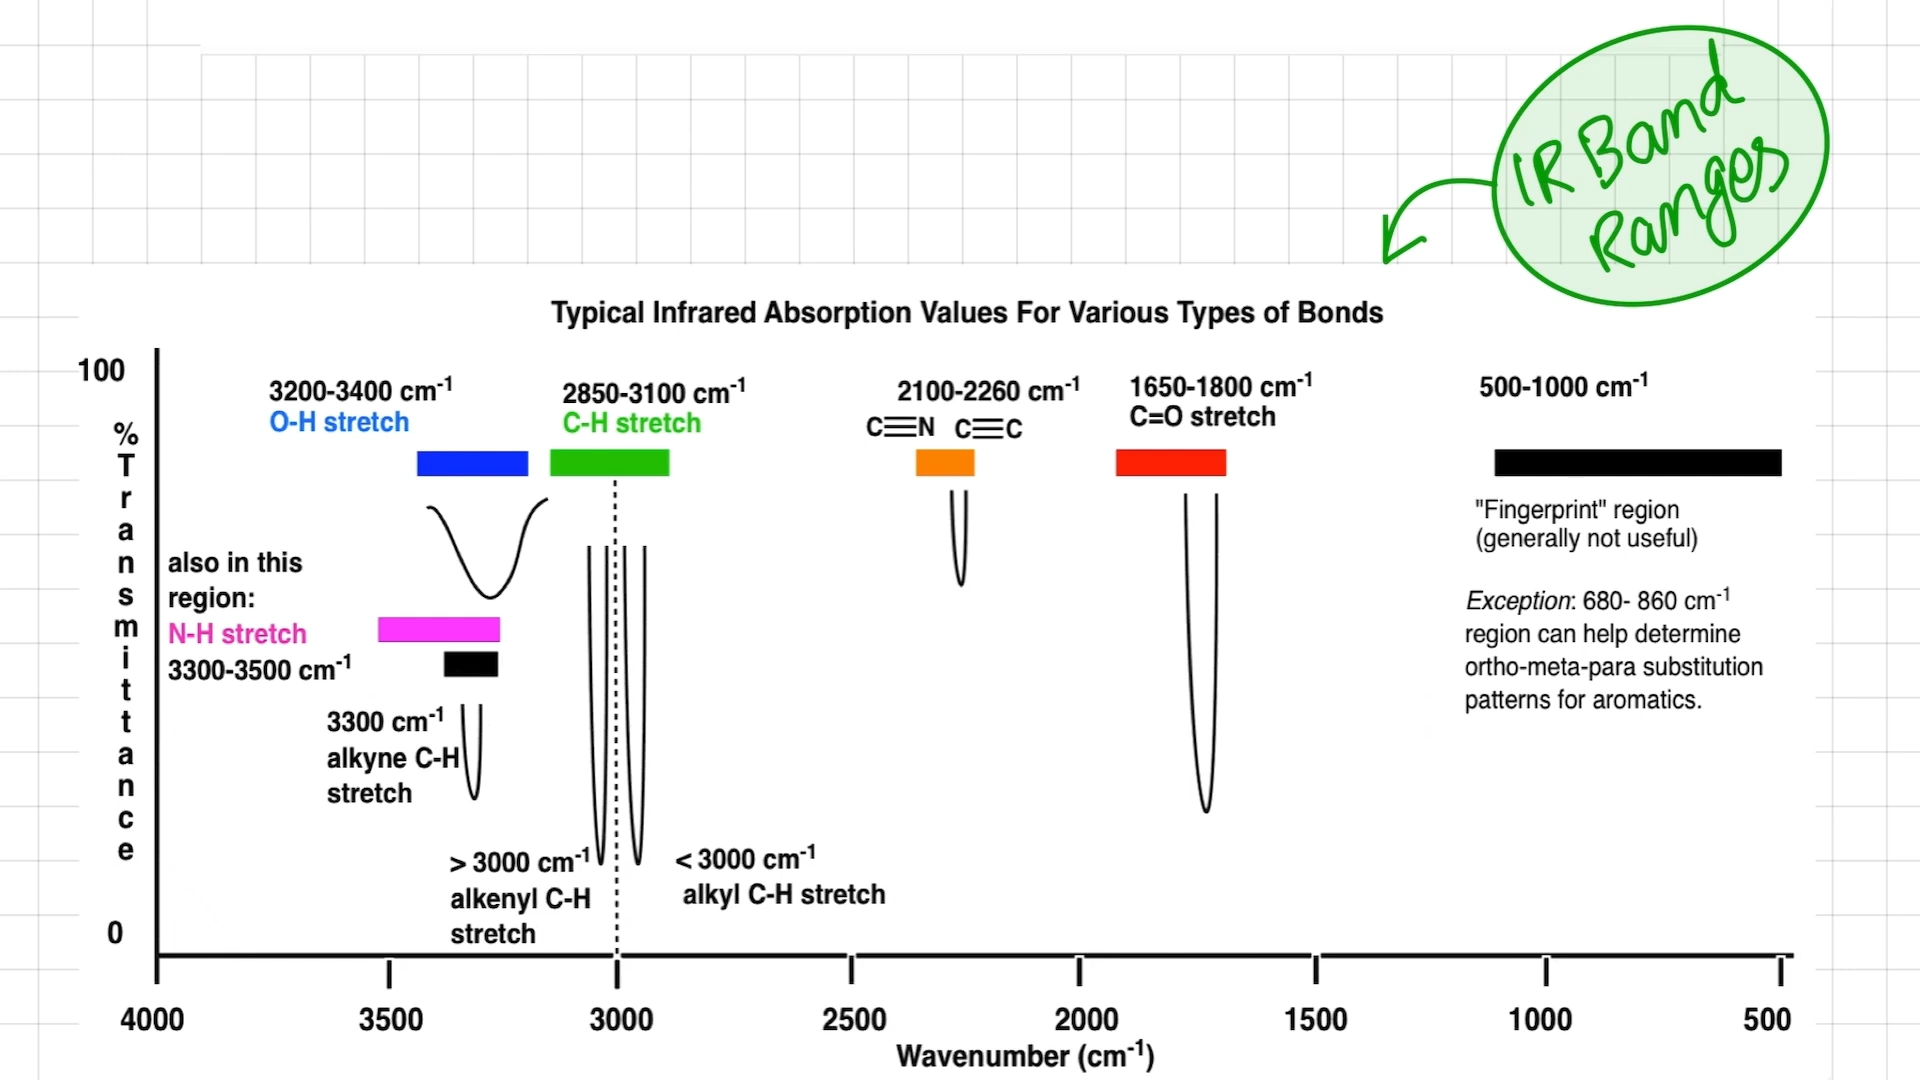 IR Band
Ranges
Typical Infrared Absorption Values For Various Types of Bonds
100
% Transmittance
0
3200-3400 cm-1
O-H stretch
2850-3100 cm-1
C-H stretch
2100-2260 cm-1
C≡N C≡C
1650-1800 cm-1
C=O stretch
500-1000 cm-1
"Fingerprint" region
(generally not useful)
Exception: 680- 860 cm-1
region can help determine
ortho-meta-para substitution
patterns for aromatics.
also in this
region:
N-H stretch
3300-3500 cm-1
3300 cm-1
alkyne C-H
stretch
> 3000 cm-1
alkenyl C-H
stretch
< 3000 cm-1
alkyl C-H stretch
4000 3500 3000 2500 2000 1500 1000 500
Wavenumber (cm-1)